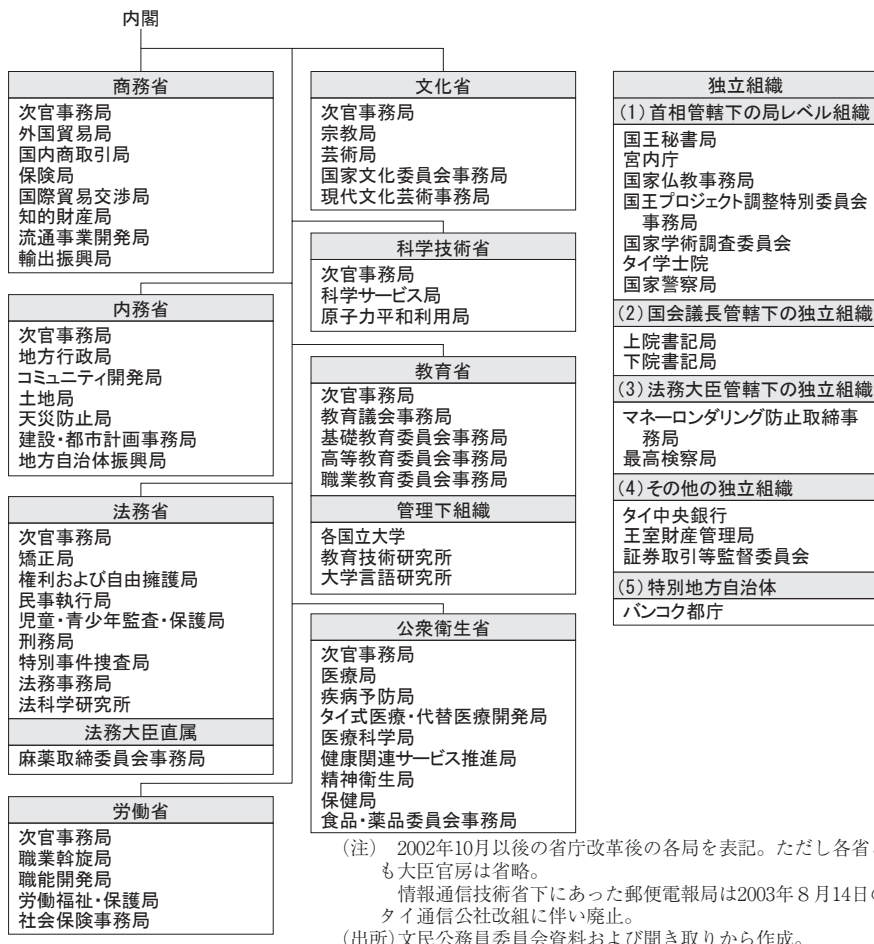 内閣
商務省
次官事務局
外国貿易局
国内商取引局
保険局
国際貿易交渉局
知的財産局
流通事業開発局
輸出振興局
内務省
次官事務局
地方行政局
コミュニティ開発局
土地局
天災防止局
建設・都市計画事務局
地方自治体振興局
法務省
次官事務局
矯正局
権利および自由擁護局
民事執行局
児童・青少年監査・保護局
刑務局
特別事件捜査局
法務事務局
法科学研究所
法務大臣直属
麻薬取締委員会事務局
労働省
次官事務局
職業斡旋局
職能開発局
労働福祉・保護局
社会保険事務局
文化省
次官事務局
宗教局
芸術局
国家文化委員会事務局
現代文化芸術事務局
科学技術省
次官事務局
科学サービス局
原子力平和利用局
教育省
次官事務局
教育議会事務局
基礎教育委員会事務局
高等教育委員会事務局
職業教育委員会事務局
管理下組織
各国立大学
教育技術研究所
大学言語研究所
公衆衛生省
次官事務局
医療局
疾病予防局
タイ式医療・代替医療開発局
医療科学局
健康関連サービス推進局
精神衛生局
保健局
食品・薬品委員会事務局
独立組織
(1)首相管轄下の局レベル組織
国王秘書局
宮内庁
国家仏教事務局
国王プロジェクト調整特別委員会
事務局
国家学術調査委員会
タイ学士院
国家警察局
(2)国会議長管轄下の独立組織
上院書記局
下院書記局
(3)法務大臣管轄下の独立組織
マネーロンダリング防止取締事
務局
最高検察局
(4)その他の独立組織
タイ中央銀行
王室財産管理局
証券取引等監督委員会
(5)特別地方自治体
バンコク都庁
(注) 2002年10月以後の省庁改革後の各局を表記。ただし各省
も大臣官房は省略。
情報通信技術省下にあった郵便電報局は2003年8月14日
タイ通信公社改組に伴い廃止。
(出所)文民公務員委員会資料および聞き取りから作成。